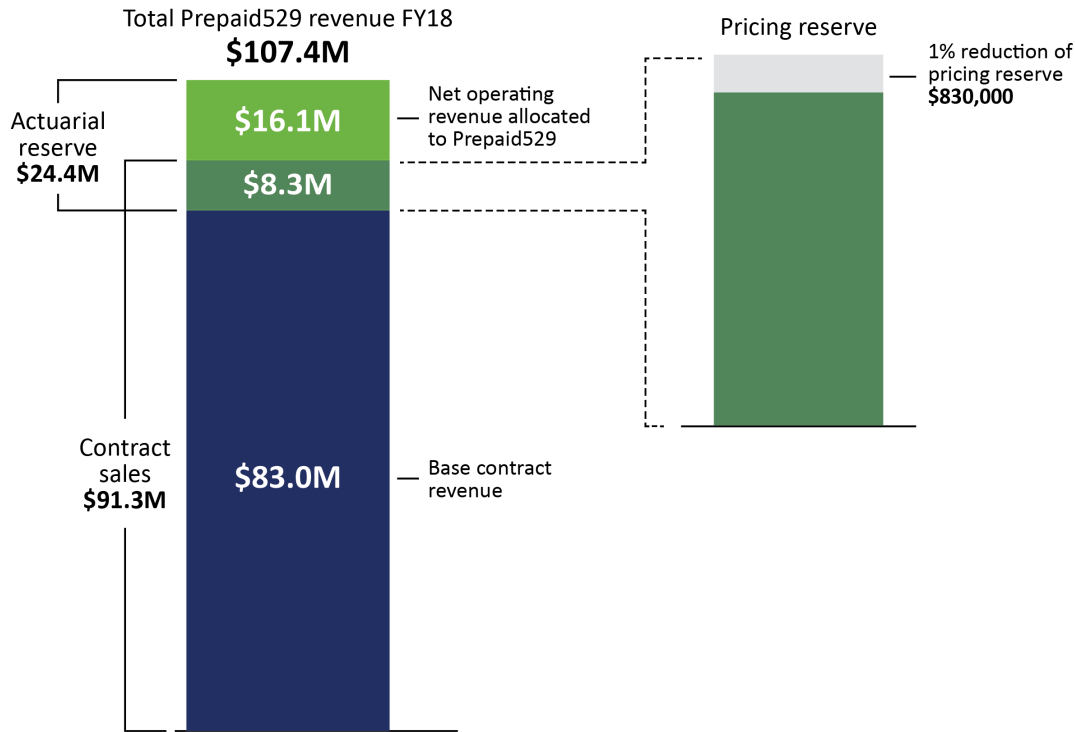 Total Prepaid529 revenue FY18
$107.4M
Actuarial
reserve
$24.4M
$16.1M
Net operating
revenue allocated
to Prepaid529
$8.3M
Contract
sales
$91.3M
$83.0M
Base contract
revenue
Pricing reserve
1% reduction of
pricing reserve
$830,000